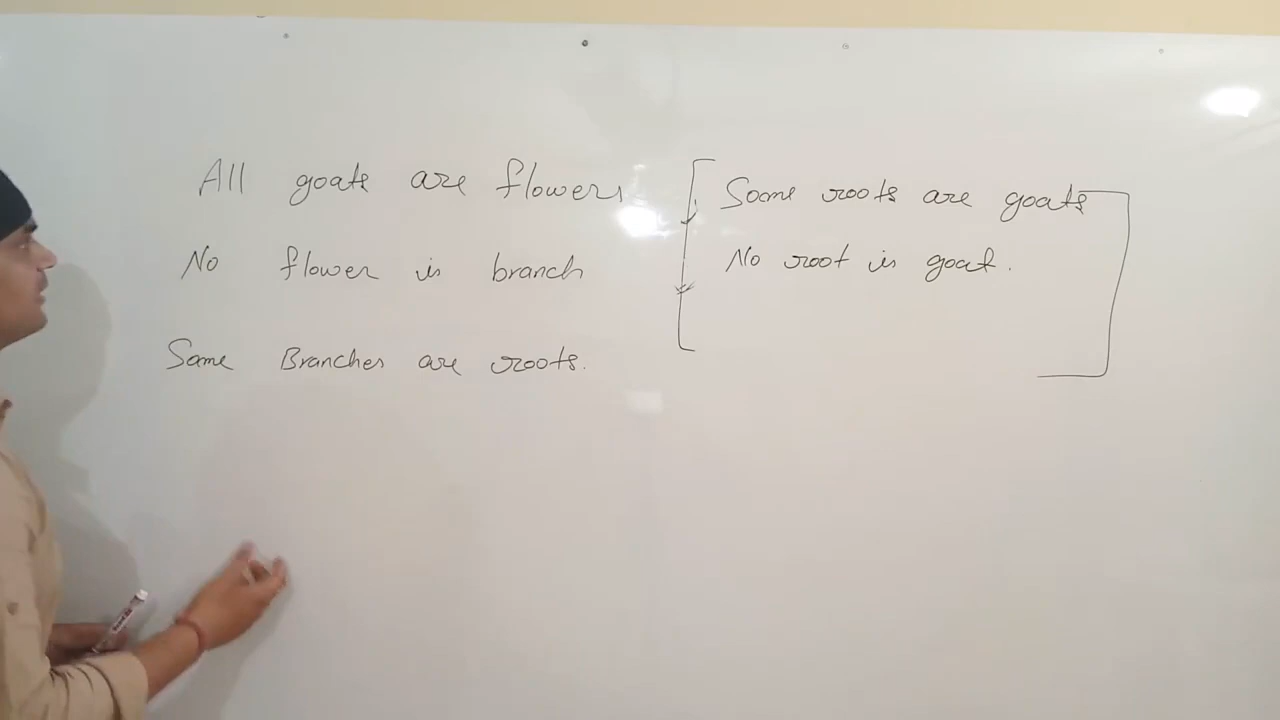 All goats are flowers
No flower is branch
Some Branches are roots.
Some roots are goats
No root is goat.